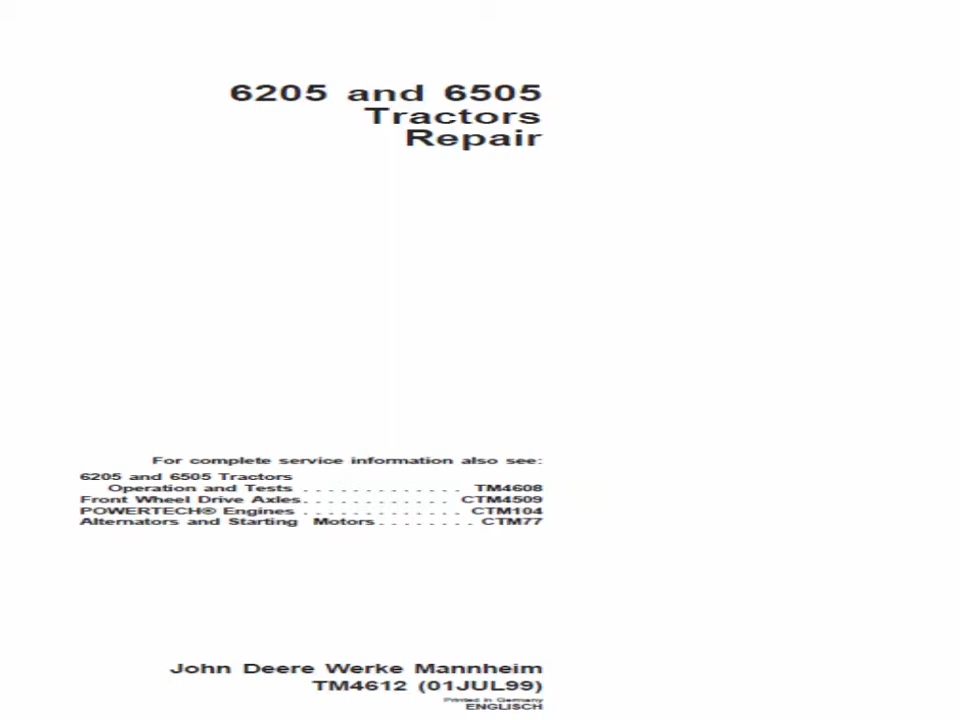 6205 and 6505
Tractors
Repair
For complete service information also see:
6205 and 6505 Tractors
Operation and Tests . . . . . . . . . . . . . TM4608
Front Wheel Drive Axles. . . . . . . . . . . . CTM4509
POWERTECH® Engines . . . . . . . . . . . . . CTM104
Alternators and Starting Motors . . . . . . . . CTM77
John Deere Werke Mannheim
TM4612 (01JUL99)
Printed in Germany
ENGLISCH